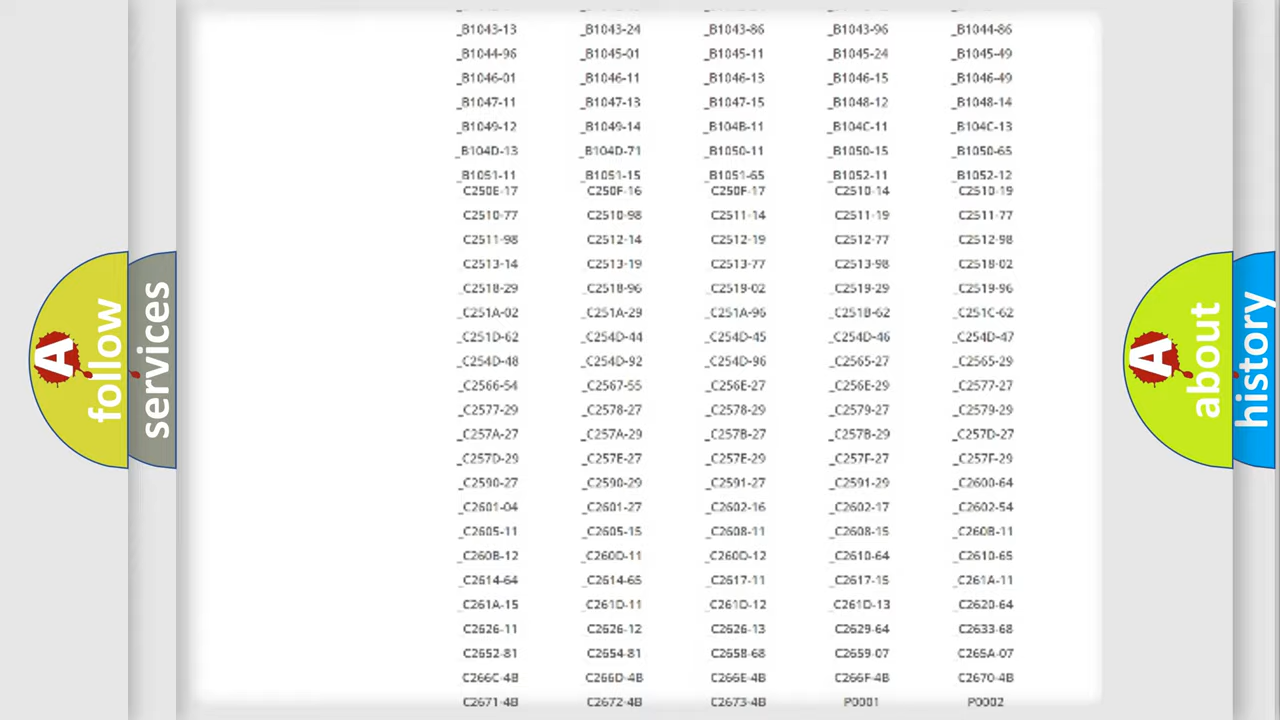 _B1043-13 _B1043-24 _B1043-86 _B1043-96 _B1044-86
_B1044-96 _B1045-01 _B1045-11 _B1045-24 _B1045-49
_B1046-01 _B1046-11 _B1046-13 _B1046-15 _B1046-49
_B1047-11 _B1047-13 _B1047-15 _B1048-12 _B1048-14
_B1049-12 _B1049-14 _B104B-11 _B104C-11 _B104C-13
_B104D-13 _B104D-71 _B1050-11 _B1050-15 _B1050-65
_B1051-11 _B1051-15 _B1051-65 _B1052-11 _B1052-12
C250E-17 C250F-16 C250F-17 C2510-14 C2510-19
C2510-77 C2510-98 C2511-14 C2511-19 C2511-77
C2511-98 C2512-14 C2512-19 C2512-77 C2512-98
_C2513-14 _C2513-19 _C2513-77 _C2513-98 _C2518-02
_C2518-29 _C2518-96 _C2519-02 _C2519-29 _C2519-96
_C251A-02 _C251A-29 _C251A-96 _C251B-62 _C251C-62
_C251D-62 _C254D-44 _C254D-45 _C254D-46 _C254D-47
_C254D-48 _C254D-92 _C254D-96 _C2565-27 _C2565-29
_C2566-54 _C2567-55 _C256E-27 _C256E-29 _C2577-27
_C2577-29 _C2578-27 _C2578-29 _C2579-27 _C2579-29
_C257A-27 _C257A-29 _C257B-27 _C257B-29 _C257D-27
_C257D-29 _C257E-27 _C257E-29 _C257F-27 _C257F-29
_C2590-27 _C2590-29 _C2591-27 _C2591-29 _C2600-64
_C2601-04 _C2601-27 _C2602-16 _C2602-17 _C2602-54
_C2605-11 _C2605-15 _C2608-11 _C2608-15 _C260B-11
_C260B-12 _C260D-11 _C260D-12 _C2610-64 _C2610-65
_C2614-64 _C2614-65 _C2617-11 _C2617-15 _C261A-11
_C261A-15 _C261D-11 _C261D-12 _C261D-13 _C2620-64
C2626-11 C2626-12 C2626-13 C2629-64 C2633-68
C2652-81 C2654-81 C2658-68 C2659-07 C265A-07
C266C-4B C266D-4B C266E-4B C266F-4B C2670-4B
C2671-4B C2672-4B C2673-4B P0001 P0002
A follow
services
A about
history